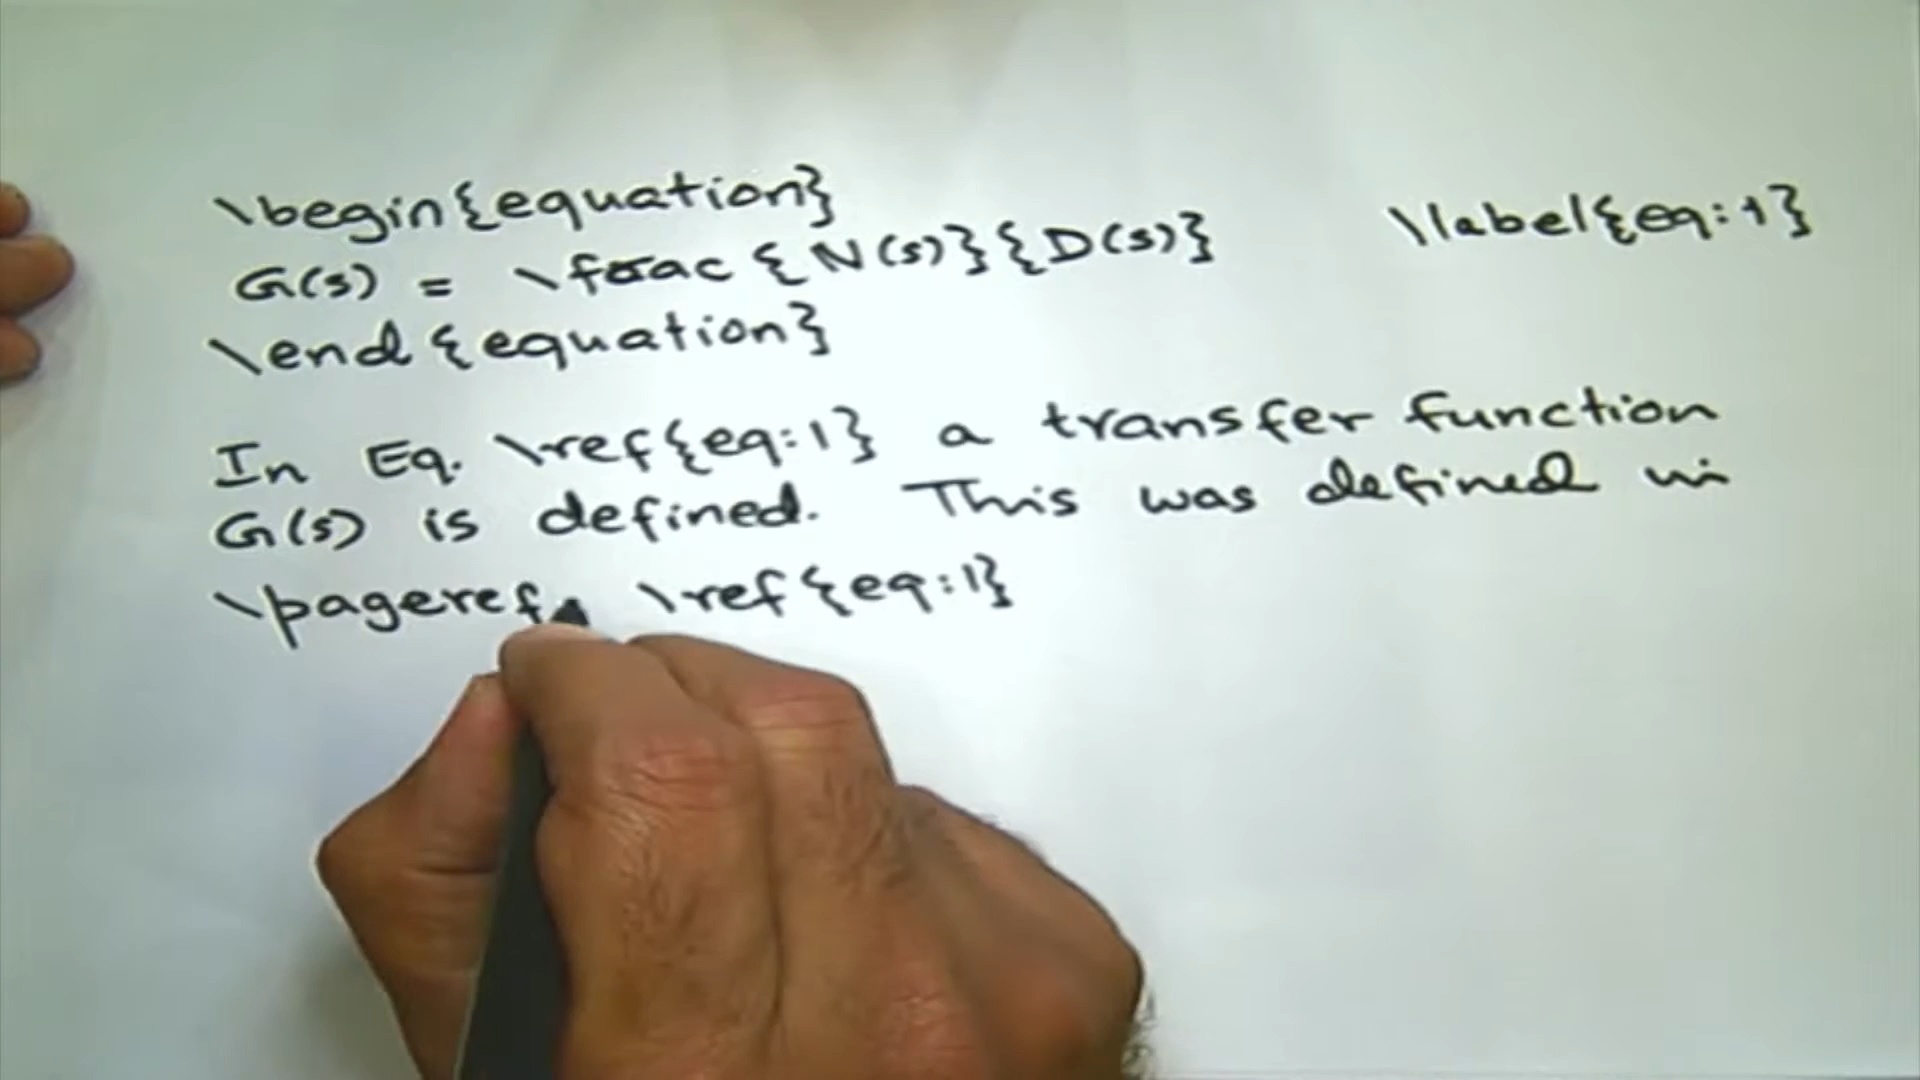 \begin{equation}
G(s) = \frac{N(s)}{D(s)} \label{eq:1}
\end{equation}
In Eq. \ref{eq:1} a transfer function
G(s) is defined. This was defined in
\pageref. \ref{eq:1}